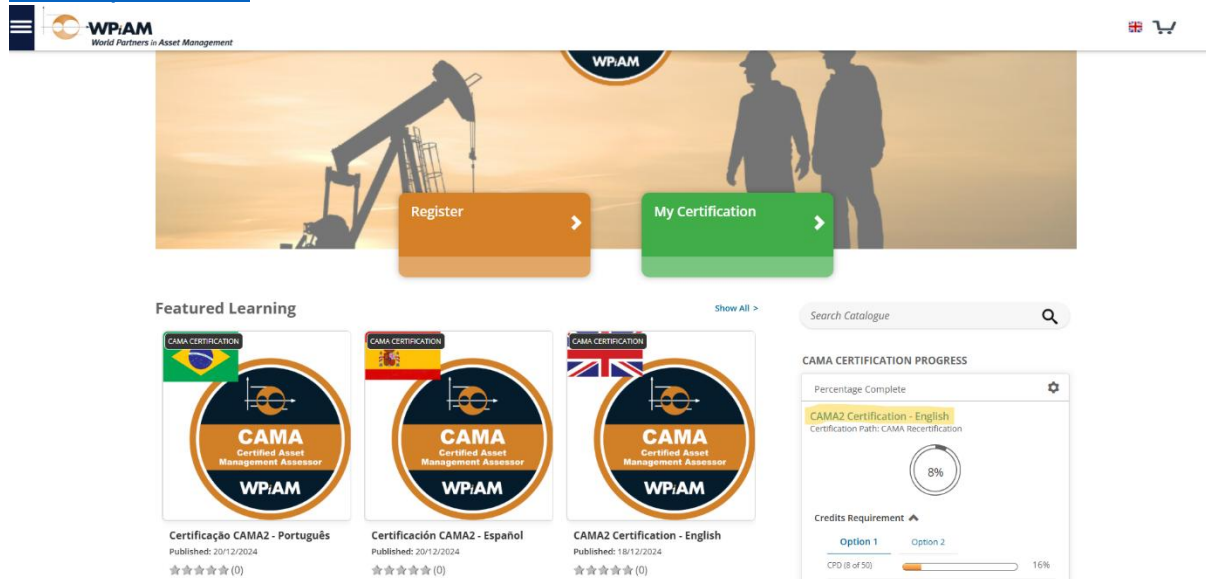 WPiAM
World Partners in Asset Management
WPiAM
Register
My Certification
Featured Learning
Show All >
Search Catalogue
CAMA CERTIFICATION PROGRESS
CAMA CERTIFICATION
CAMA CERTIFICATION
CAMA CERTIFICATION
CAMA
Certified Asset
Management Assessor
WPiAM
CAMA
Certified Asset
Management Assessor
WPiAM
CAMA
Certified Asset
Management Assessor
WPiAM
Certificação CAMA2 - Português
Published: 20/12/2024
(0)
Certificación CAMA2 - Español
Published: 20/12/2024
(0)
CAMA2 Certification - English
Published: 18/12/2024
(0)
Percentage Complete
CAMA2 Certification - English
Certification Path: CAMA Recertification
8%
Credits Requirement
Option 1
Option 2
CPD (8 of 50)
16%